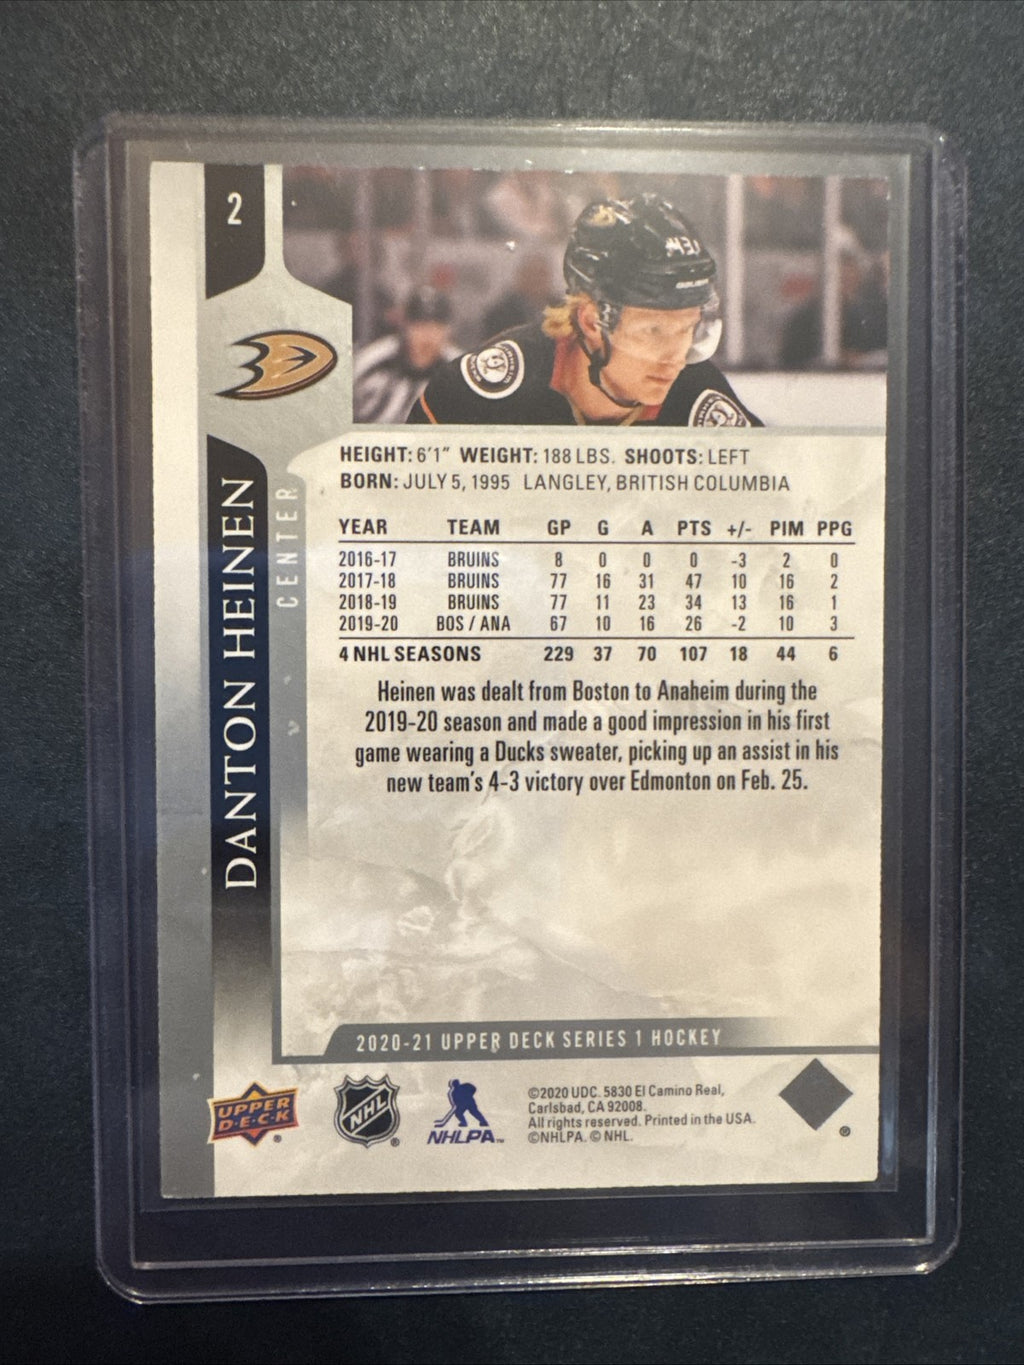 2
43
HEIGHT: 6'1" WEIGHT: 188 LBS. SHOOTS: LEFT
BORN: JULY 5, 1995 LANGLEY, BRITISH COLUMBIA
DANTON HEINEN
CENTER
YEAR TEAM GP G A PTS +/- PIM PPG
2016-17 BRUINS 8 0 0 0 -3 2 0
2017-18 BRUINS 77 16 31 47 10 16 2
2018-19 BRUINS 77 11 23 34 13 16 1
2019-20 BOS / ANA 67 10 16 26 -2 10 3
4 NHL SEASONS 229 37 70 107 18 44 6
Heinen was dealt from Boston to Anaheim during the
2019-20 season and made a good impression in his first
game wearing a Ducks sweater, picking up an assist in his
new team's 4-3 victory over Edmonton on Feb. 25.
2020-21 UPPER DECK SERIES 1 HOCKEY
UPPER
D·E·C·K
®
NHL
®
NHLPA™
©2020 UDC. 5830 El Camino Real,
Carlsbad, CA 92008.
All rights reserved. Printed in the USA.
©NHLPA. © NHL.
®